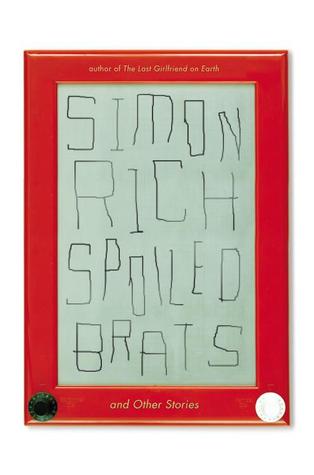 author of The Last Girlfriend on Earth
SIMON
RICH
SPOILED
BRATS
and Other Stories